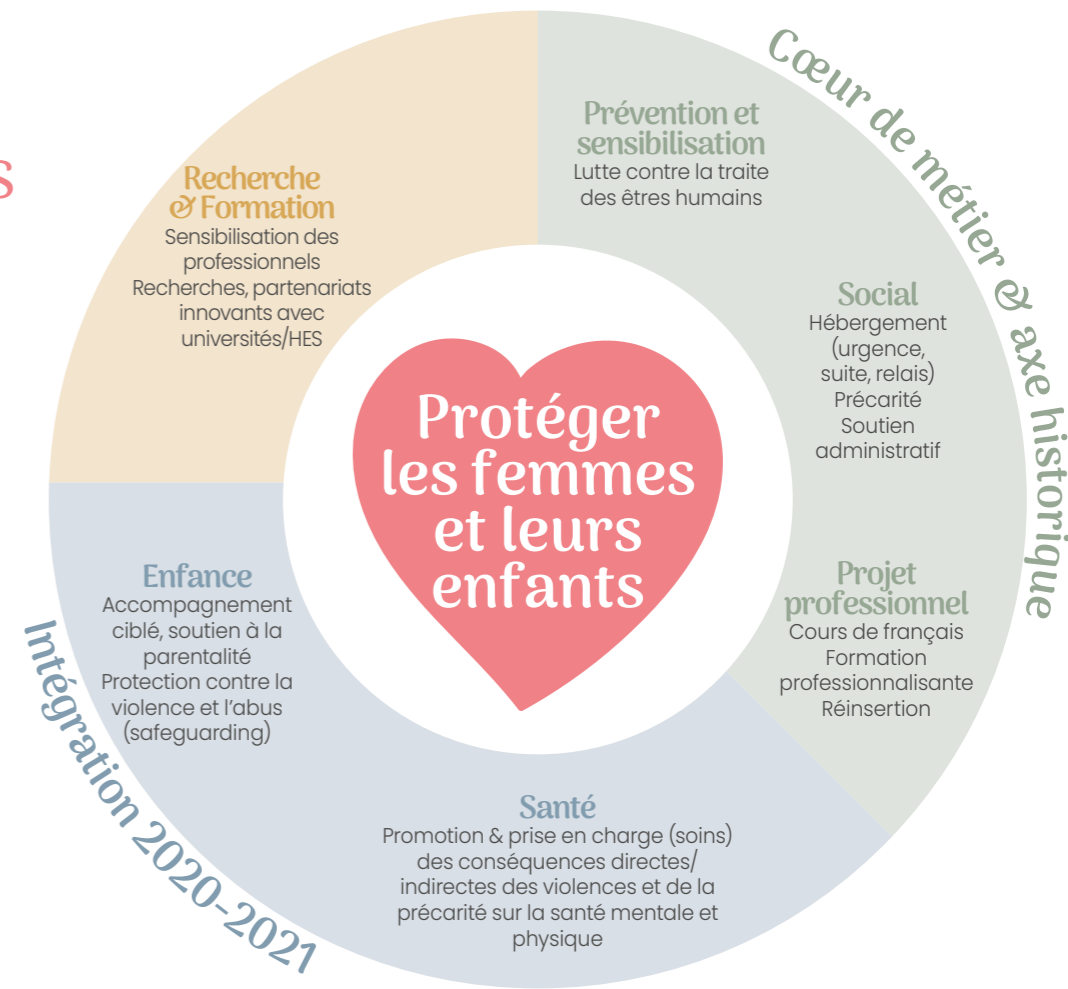 s
Cœur de métier & axe historique
Prévention et
sensibilisation
Lutte contre la traite
des êtres humains
Social
Hébergement
(urgence,
suite, relais)
Précarité
Soutien
administratif
Projet
professionnel
Cours de français
Formation
professionnalisante
Réinsertion
Santé
Promotion & prise en charge (soins)
des conséquences directes/
indirectes des violences et de la
précarité sur la santé mentale et
physique
Intégration 2020-2021
Enfance
Accompagnement
ciblé, soutien à la
parentalité
Protection contre la
violence et l’abus
(safeguarding)
Recherche
& Formation
Sensibilisation des
professionnels
Recherches, partenariats
innovants avec
universités/HES
Protéger
les femmes
et leurs
enfants